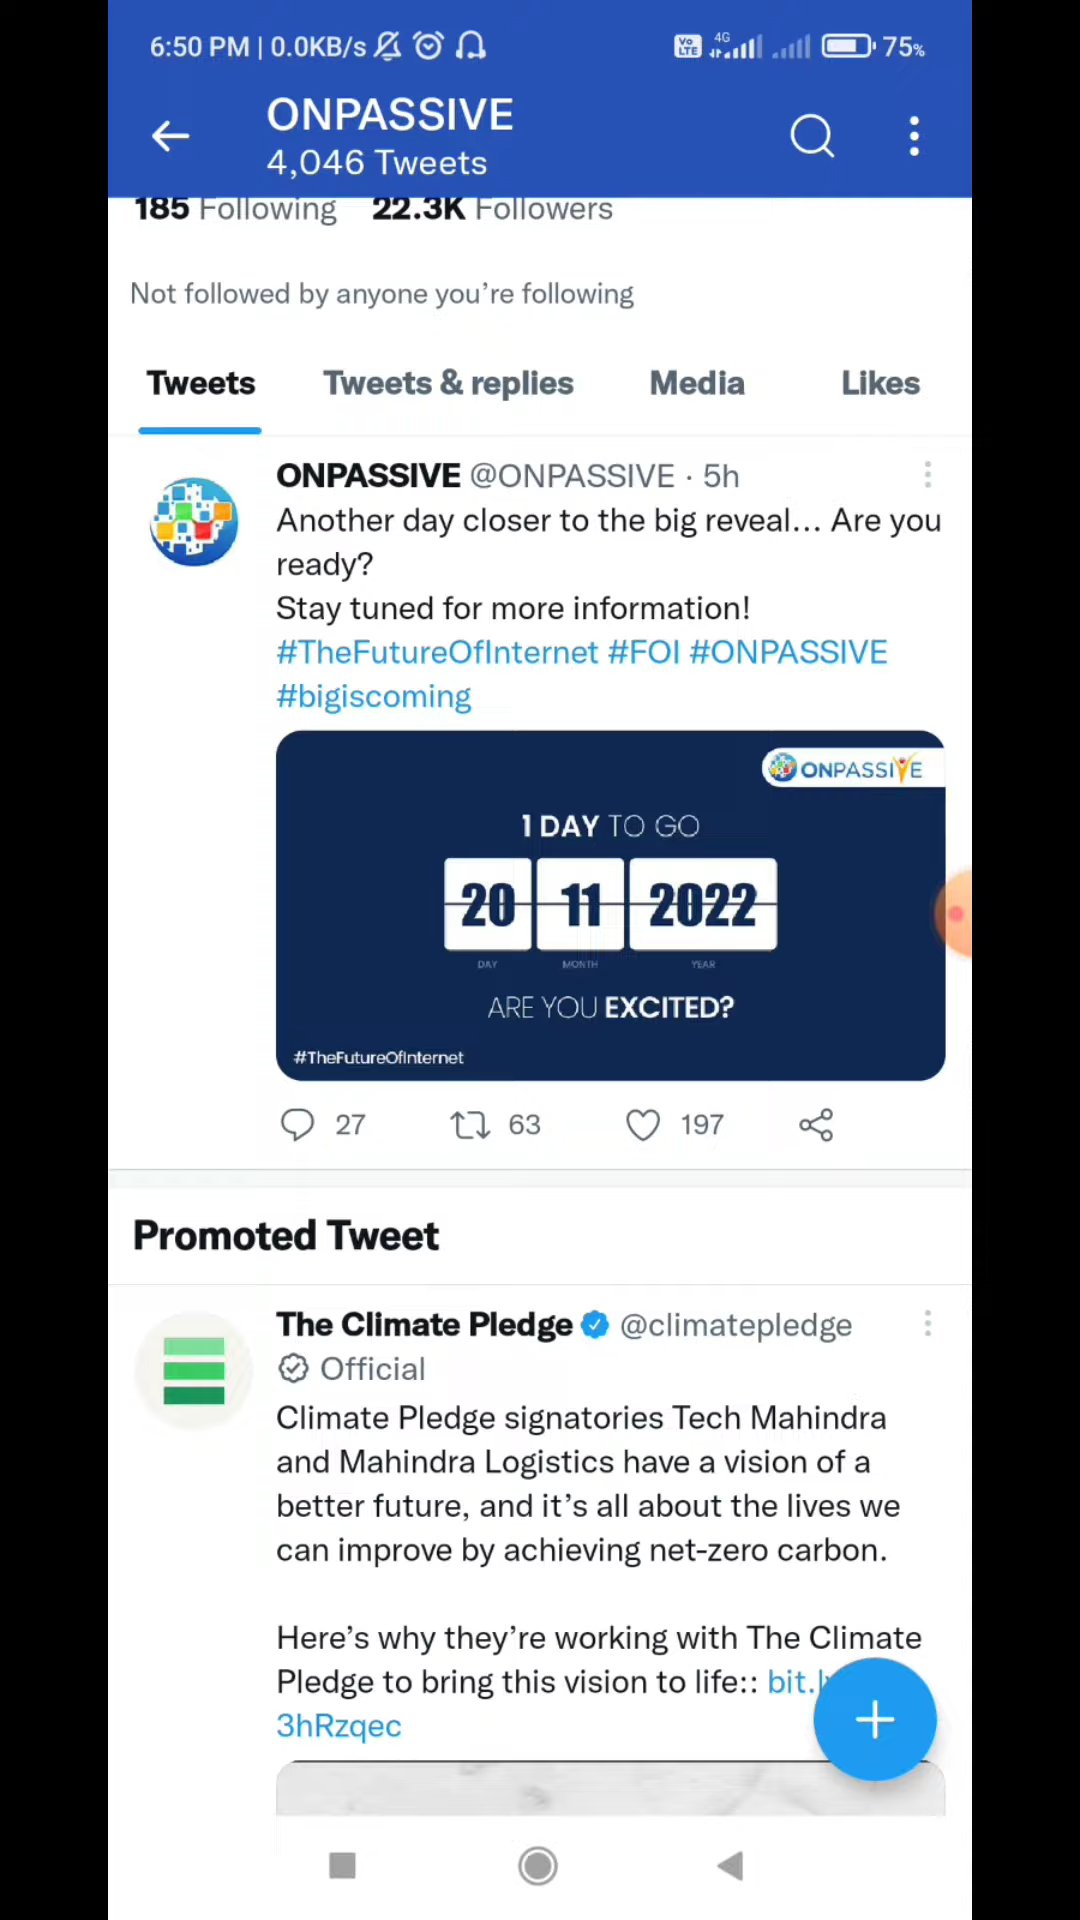 6:50 PM | 0.0KB/s
Vo LTE 4G 75%
ONPASSIVE
4,046 Tweets
185 Following 22.3K Followers
Not followed by anyone you're following
Tweets Tweets & replies Media Likes
ONPASSIVE @ONPASSIVE · 5h
Another day closer to the big reveal... Are you
ready?
Stay tuned for more information!
#TheFutureOfInternet #FOI #ONPASSIVE
#bigiscoming
ONPASSIVE
1 DAY TO GO
20 11 2022
DAY MONTH YEAR
ARE YOU EXCITED?
#TheFutureOfInternet
27 63 197
Promoted Tweet
The Climate Pledge @climatepledge
Official
Climate Pledge signatories Tech Mahindra
and Mahindra Logistics have a vision of a
better future, and it's all about the lives we
can improve by achieving net-zero carbon.
Here's why they're working with The Climate
Pledge to bring this vision to life:: bit.l
3hRzqec